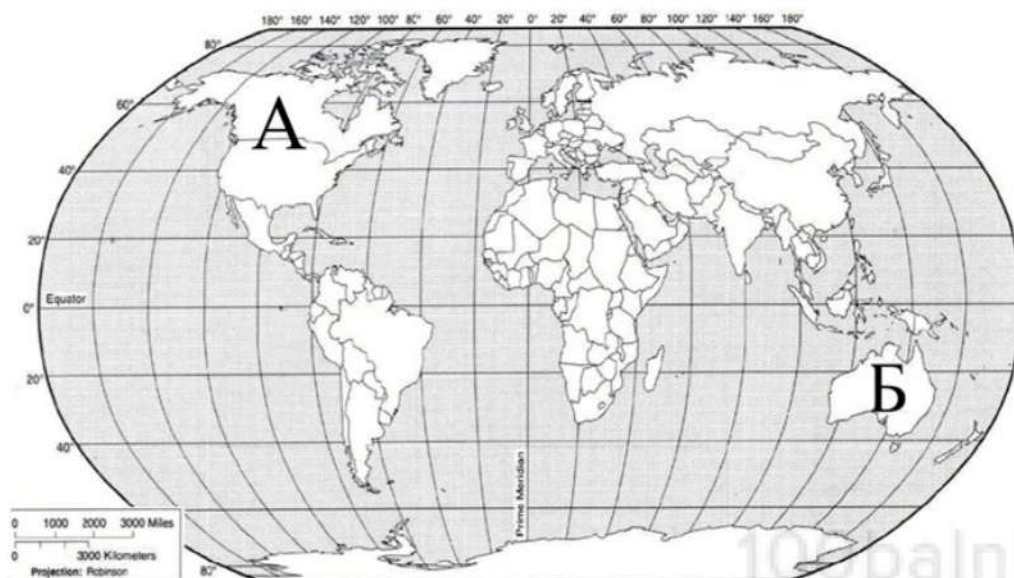 180° 160° 140° 120° 100° 80° 60° 40° 20° 0° 20° 40° 60° 80° 100° 120° 140° 160° 180°
80°
А
60°
40°
20°
Equator
0°
20°
Б
40°
Prime Meridian
0 1000 2000 3000 Miles
0 3000 Kilometers
Projection: Robinson
80°